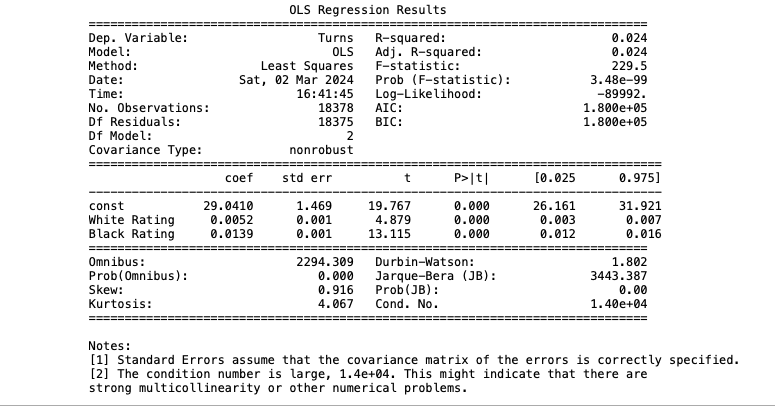 OLS Regression Results
==============================================================================
Dep. Variable:                  Turns   R-squared:                       0.024
Model:                            OLS   Adj. R-squared:                  0.024
Method:                 Least Squares   F-statistic:                     229.5
Date:                Sat, 02 Mar 2024   Prob (F-statistic):           3.48e-99
Time:                        16:41:45   Log-Likelihood:                -89992.
No. Observations:               18378   AIC:                         1.800e+05
Df Residuals:                   18375   BIC:                         1.800e+05
Df Model:                           2
Covariance Type:            nonrobust
================================================================================
                   coef    std err          t      P>|t|      [0.025      0.975]
--------------------------------------------------------------------------------
const           29.0410      1.469     19.767      0.000      26.161      31.921
White Rating     0.0052      0.001      4.879      0.000       0.003       0.007
Black Rating     0.0139      0.001     13.115      0.000       0.012       0.016
==============================================================================
Omnibus:                     2294.309   Durbin-Watson:                   1.802
Prob(Omnibus):                  0.000   Jarque-Bera (JB):             3443.387
Skew:                           0.916   Prob(JB):                         0.00
Kurtosis:                       4.067   Cond. No.                     1.40e+04
==============================================================================
Notes:
[1] Standard Errors assume that the covariance matrix of the errors is correctly specified.
[2] The condition number is large, 1.4e+04. This might indicate that there are
strong multicollinearity or other numerical problems.